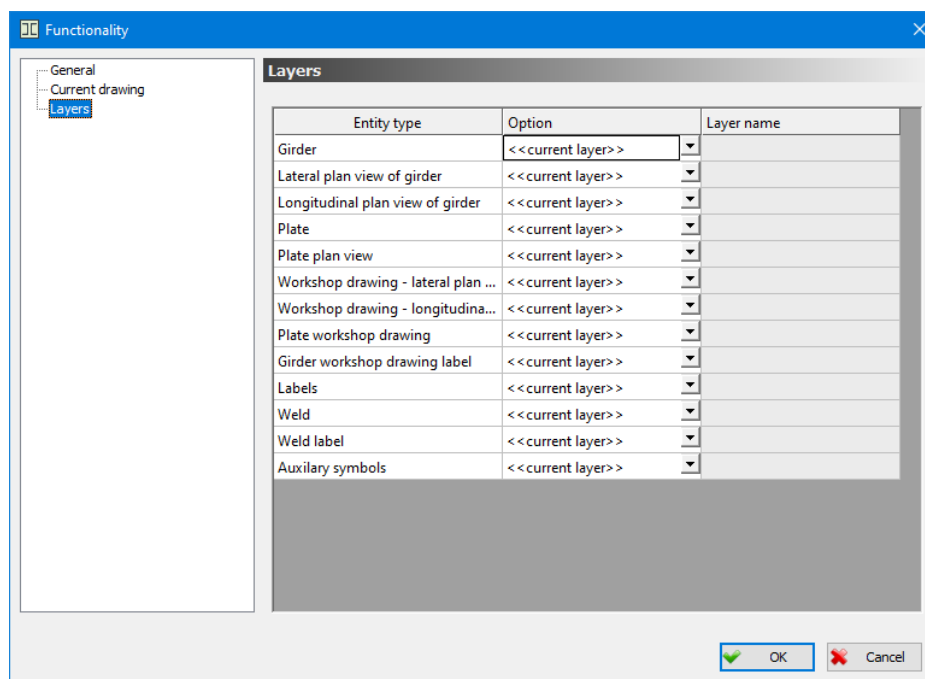 Functionality
General
Current drawing
Layers
Layers
Entity type Option Layer name
Girder <<current layer>>
Lateral plan view of girder <<current layer>>
Longitudinal plan view of girder <<current layer>>
Plate <<current layer>>
Plate plan view <<current layer>>
Workshop drawing - lateral plan ... <<current layer>>
Workshop drawing - longitudina... <<current layer>>
Plate workshop drawing <<current layer>>
Girder workshop drawing label <<current layer>>
Labels <<current layer>>
Weld <<current layer>>
Weld label <<current layer>>
Auxilary symbols <<current layer>>
OK Cancel